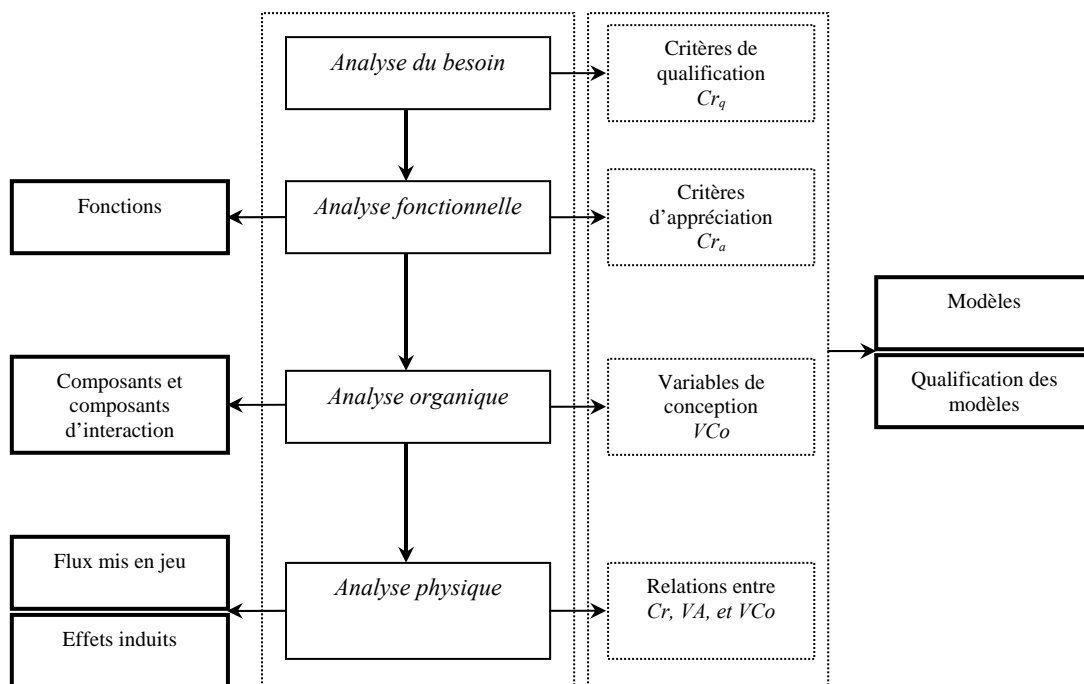 Analyse du besoin
Critères de
qualification
Cr_q
Fonctions
Analyse fonctionnelle
Critères
d’appréciation
Cr_a
Modèles
Composants et
composants
d’interaction
Analyse organique
Variables de
conception
VCo
Qualification des
modèles
Flux mis en jeu
Effets induits
Analyse physique
Relations entre
Cr, VA, et VCo